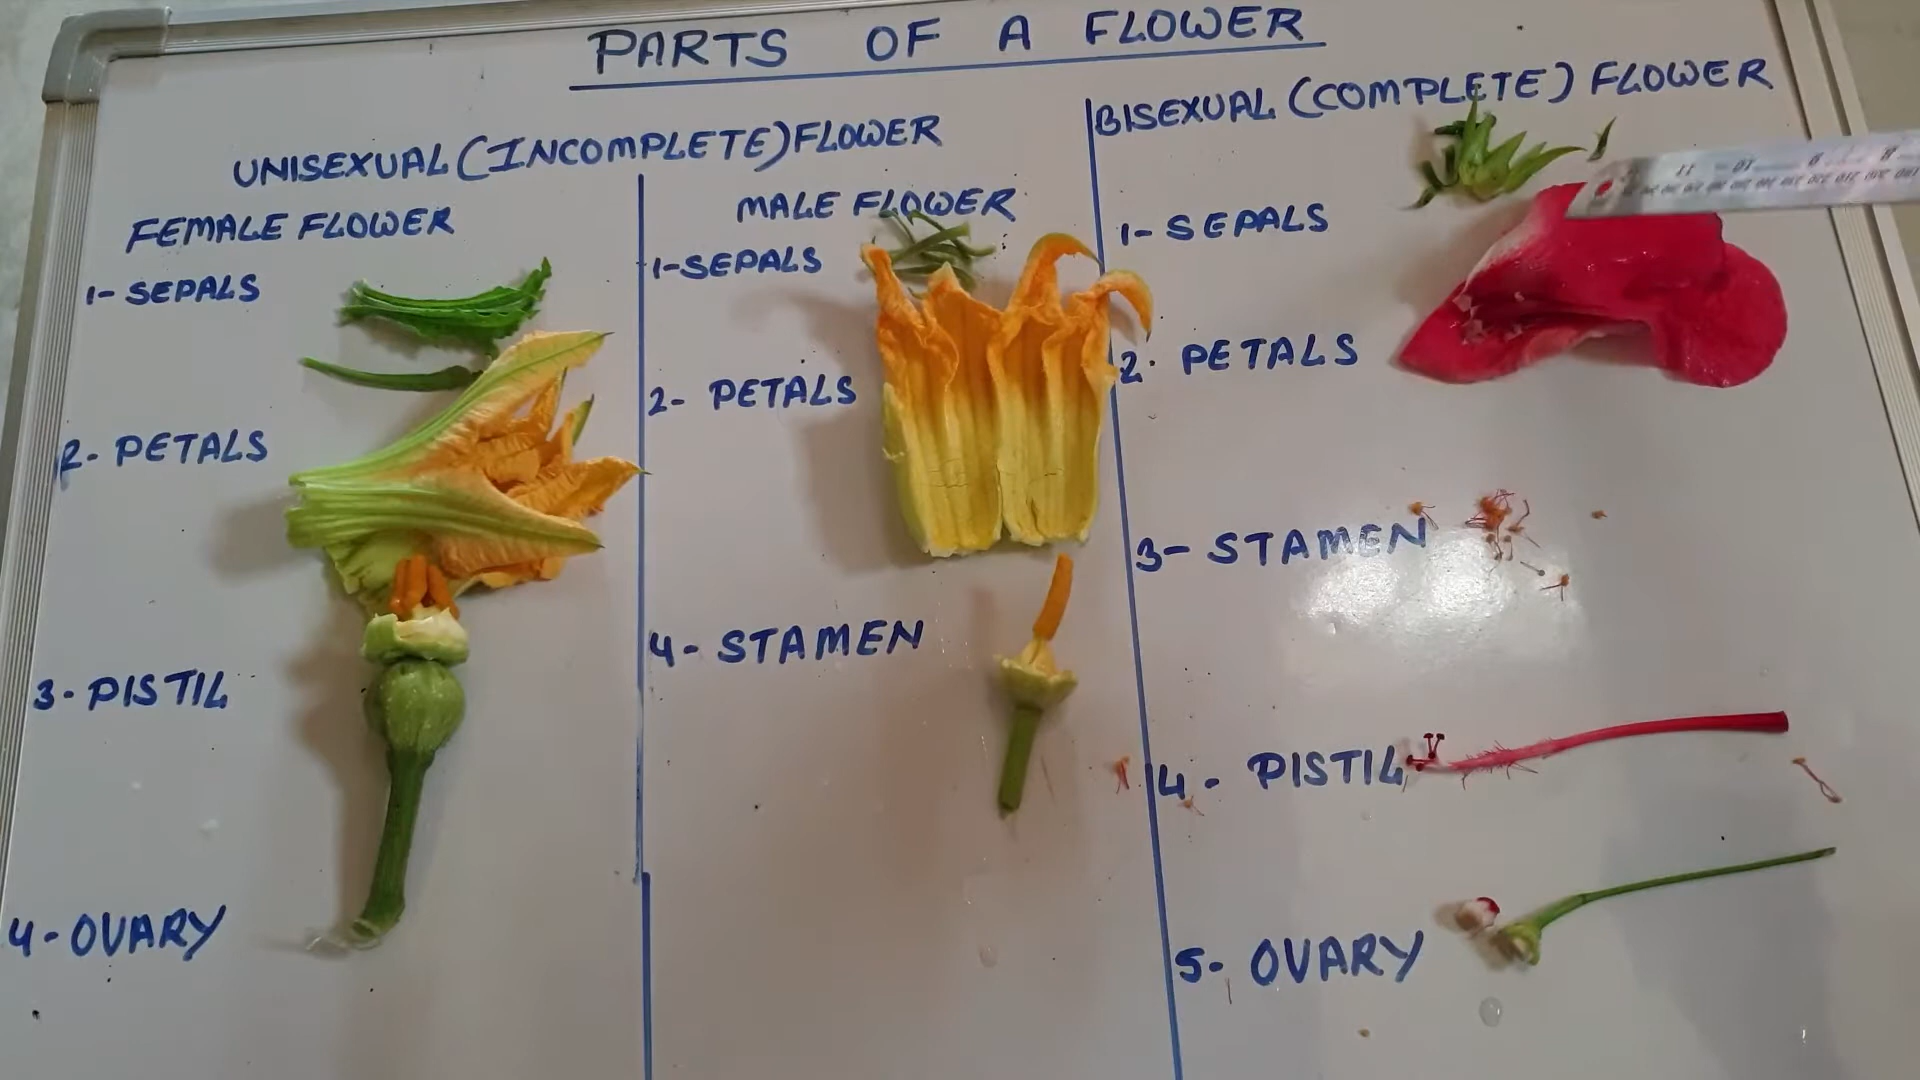 PARTS OF A FLOWER
UNISEXUAL (INCOMPLETE) FLOWER
FEMALE FLOWER
1- SEPALS
2- PETALS
3- PISTIL
4- OVARY
MALE FLOWER
1- SEPALS
2- PETALS
4- STAMEN
BISEXUAL (COMPLETE) FLOWER
1- SEPALS
2. PETALS
3- STAMEN
4- PISTIL
5- OVARY